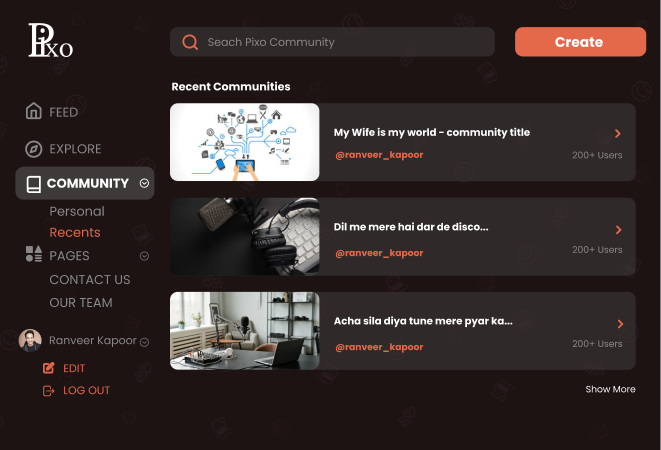 Pixo
Seach Pixo Community
Create
Recent Communities
FEED
EXPLORE
COMMUNITY
Personal
Recents
PAGES
CONTACT US
OUR TEAM
Ranveer Kapoor
EDIT
LOG OUT
My Wife is my world - community title
@ranveer_kapoor
200+ Users
Dil me mere hai dar de disco...
@ranveer_kapoor
200+ Users
Acha sila diya tune mere pyar ka...
@ranveer_kapoor
200+ Users
Show More